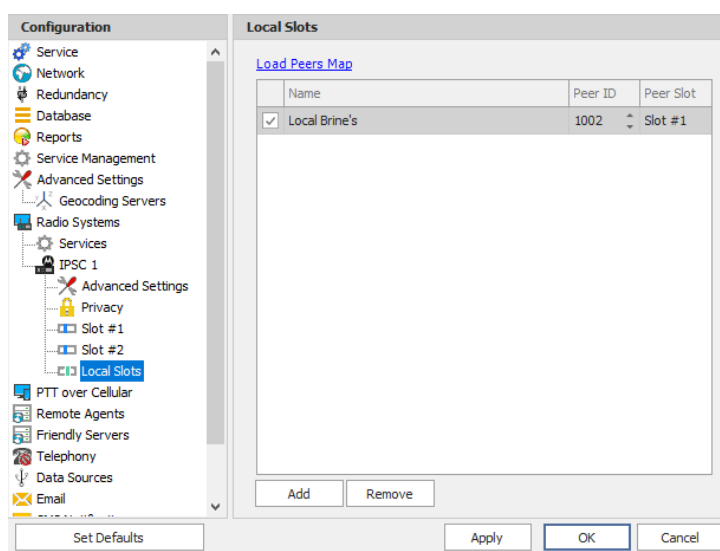 Configuration
Service
Network
Redundancy
Database
Reports
Service Management
Advanced Settings
Geocoding Servers
Radio Systems
Services
IPSC 1
Advanced Settings
Privacy
Slot #1
Slot #2
Local Slots
PTT over Cellular
Remote Agents
Friendly Servers
Telephony
Data Sources
Email
Set Defaults
Local Slots
Load Peers Map
Name Peer ID Peer Slot
Local Brine's 1002 Slot #1
Add Remove
Apply OK Cancel